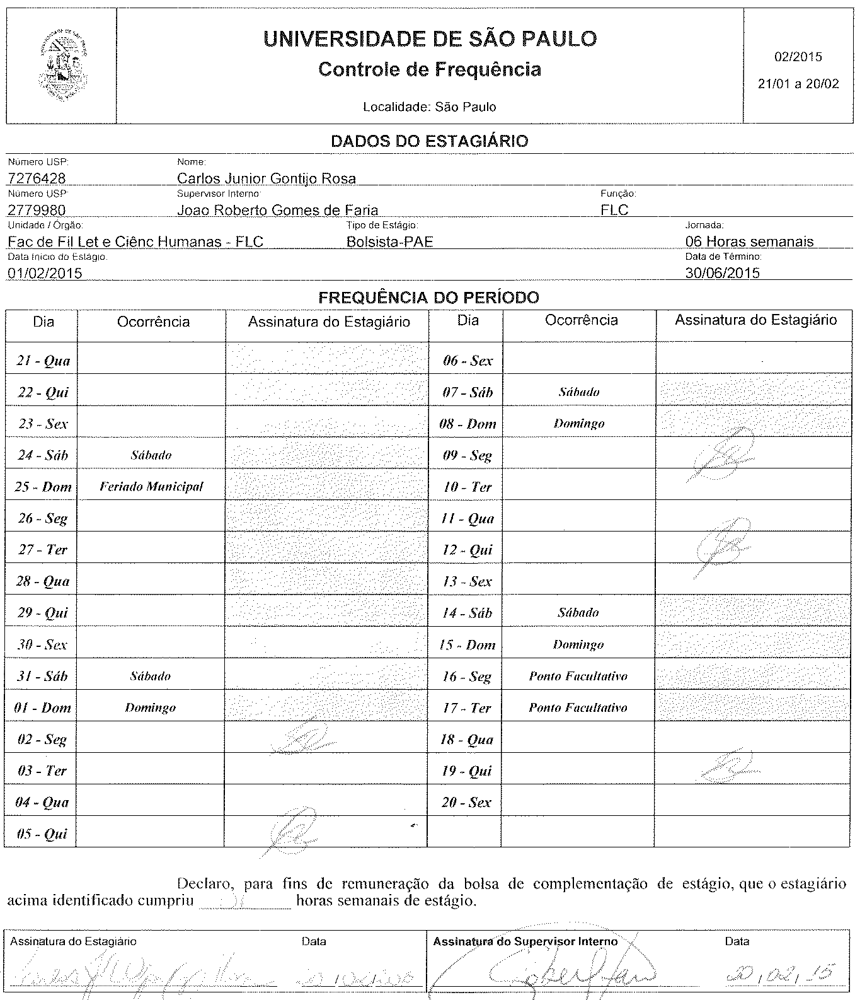 UNIVERSIDADE DE SÃO PAULO
Controle de Frequência
Localidade: São Paulo
02/2015
21/01 a 20/02
DADOS DO ESTAGIÁRIO
Número USP: Nome:
7276428 Carlos Junior Gontijo Rosa
Número USP: Supervisor Interno: Função:
2779980 Joao Roberto Gomes de Faria FLC
Unidade / Órgão: Tipo de Estágio: Jornada:
Fac de Fil Let e Ciênc Humanas - FLC Bolsista-PAE 06 Horas semanais
Data Inicio do Estágio: Data de Término:
01/02/2015 30/06/2015
FREQUÊNCIA DO PERÍODO
Dia Ocorrência Assinatura do Estagiário Dia Ocorrência Assinatura do Estagiário
21 - Qua 06 - Sex
22 - Qui 07 - Sáb Sábado
23 - Sex 08 - Dom Domingo
24 - Sáb Sábado 09 - Seg
25 - Dom Feriado Municipal 10 - Ter
26 - Seg 11 - Qua
27 - Ter 12 - Qui
28 - Qua 13 - Sex
29 - Qui 14 - Sáb Sábado
30 - Sex 15 - Dom Domingo
31 - Sáb Sábado 16 - Seg Ponto Facultativo
01 - Dom Domingo 17 - Ter Ponto Facultativo
02 - Seg 18 - Qua
03 - Ter 19 - Qui
04 - Qua 20 - Sex
05 - Qui
Declaro, para fins de remuneração da bolsa de complementação de estágio, que o estagiário
acima identificado cumpriu horas semanais de estágio.
Assinatura do Estagiário Data Assinatura do Supervisor Interno Data
20/02/15